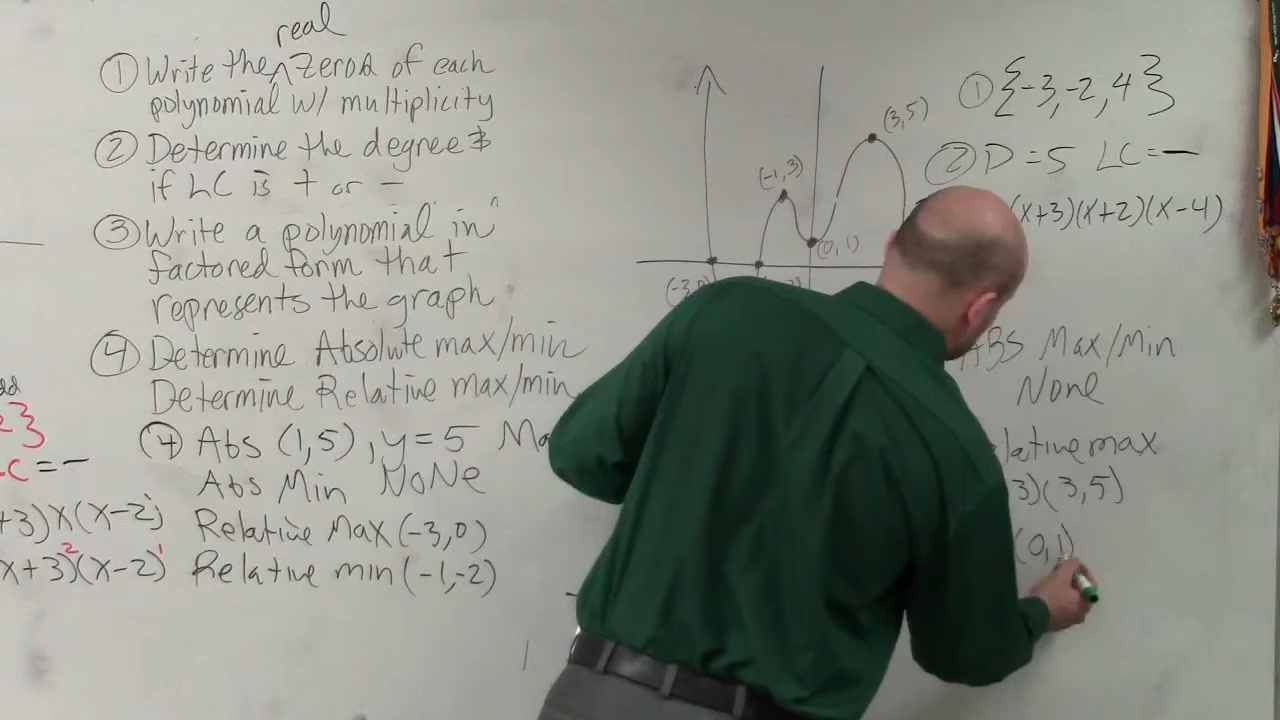 real
① Write the ^ zeros of each
polynomial w/ multiplicity
② Determine the degree &
if LC is + or -
③ Write a polynomial in
"
factored form that
represents the graph
④ Determine Absolute max/min
Determine Relative max/min
④ Abs (1,5), y=5 Ma
Abs Min NoNe
Relative Max (-3,0)
Relative min (-1,-2)
}
C = -
+3)x(x-2)
x+3)²(x-2)¹
(3,5)
(-1,3)
(0,1)
(-3,0)
① {-3,-2,4}
② D=5 LC=-
(x+3)(x+2)(x-4)
ABS Max/Min
None
lative max
3)(3,5)
(0,1)